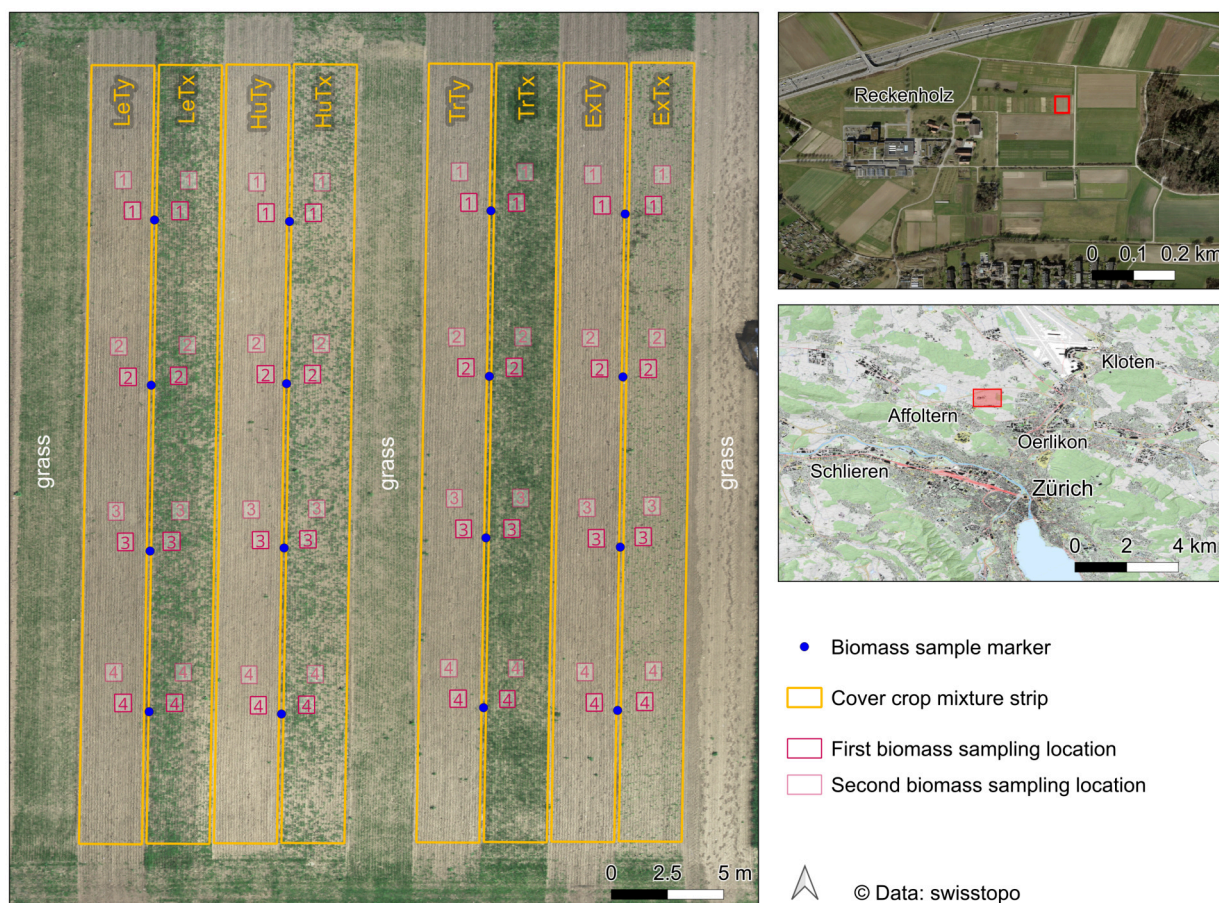 LeTy LeTx HuTy HuTx TrTy TrTx ExTy ExTx
1 1 1 1 1 1 1 1
1 1 1 1 1 1 1 1
2 2 2 2 2 2 2 2
2 2 2 2 2 2 2 2
grass grass grass
3 3 3 3 3 3 3 3
3 3 3 3 3 3 3 3
4 4 4 4 4 4 4 4
4 4 4 4 4 4 4 4
0 2.5 5 m
Reckenholz
0 0.1 0.2 km
Kloten
Affoltern
Oerlikon
Schlieren
Zürich
0 2 4 km
Biomass sample marker
Cover crop mixture strip
First biomass sampling location
Second biomass sampling location
© Data: swisstopo